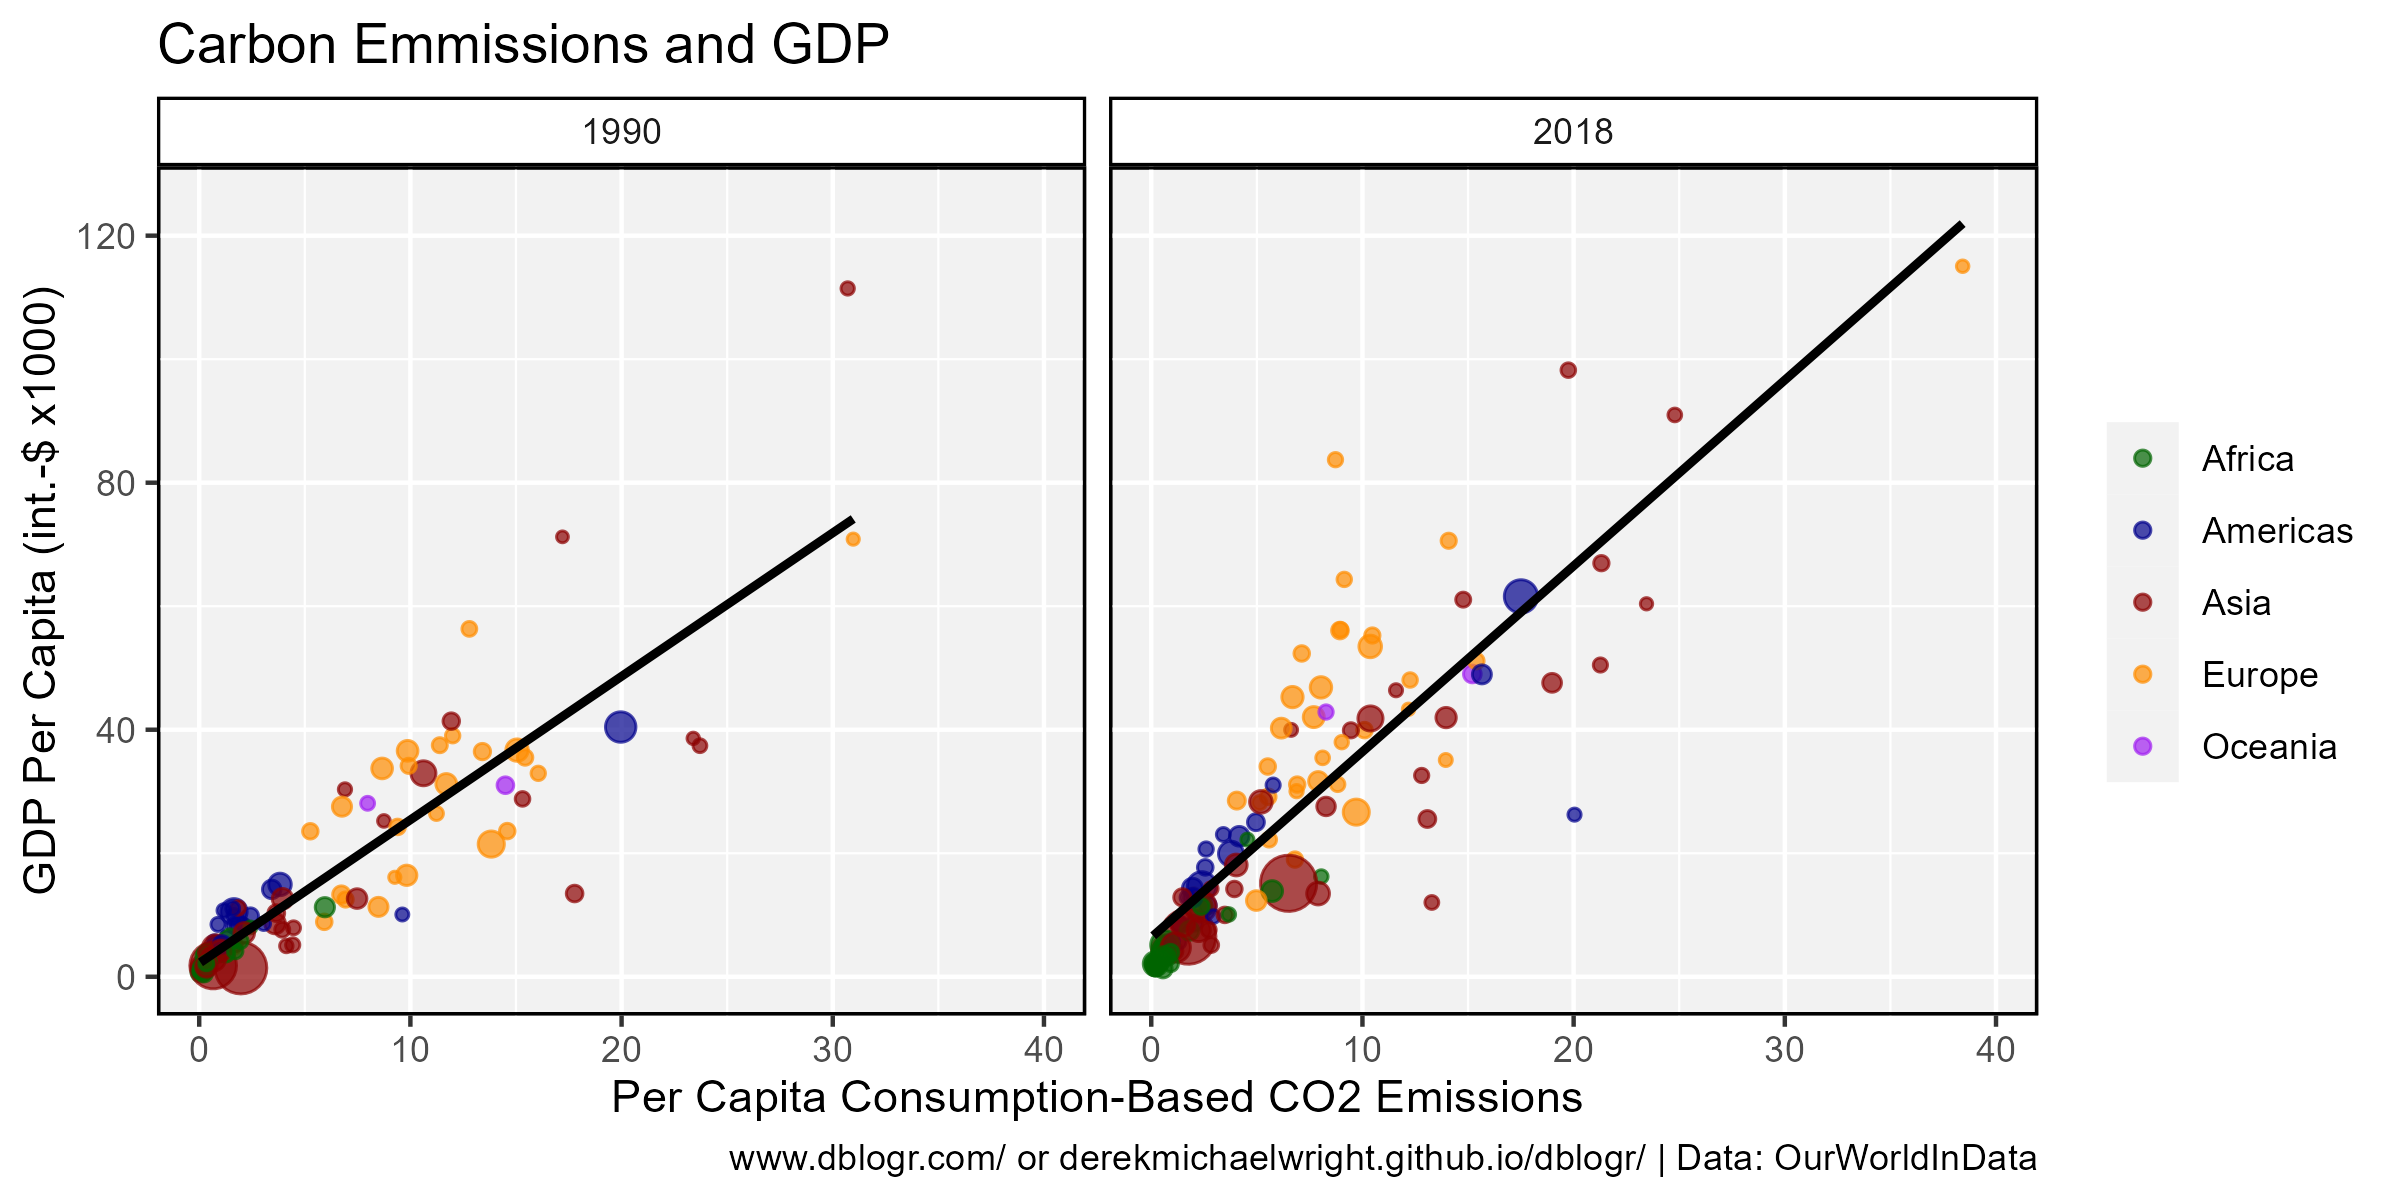 Carbon Emmissions and GDP
1990
2018
GDP Per Capita (int.-$ x1000)
120
80
40
0
0 10 20 30 40
0 10 20 30 40
Per Capita Consumption-Based CO2 Emissions
Africa
Americas
Asia
Europe
Oceania
www.dblogr.com/ or derekmichaelwright.github.io/dblogr/ | Data: OurWorldInData